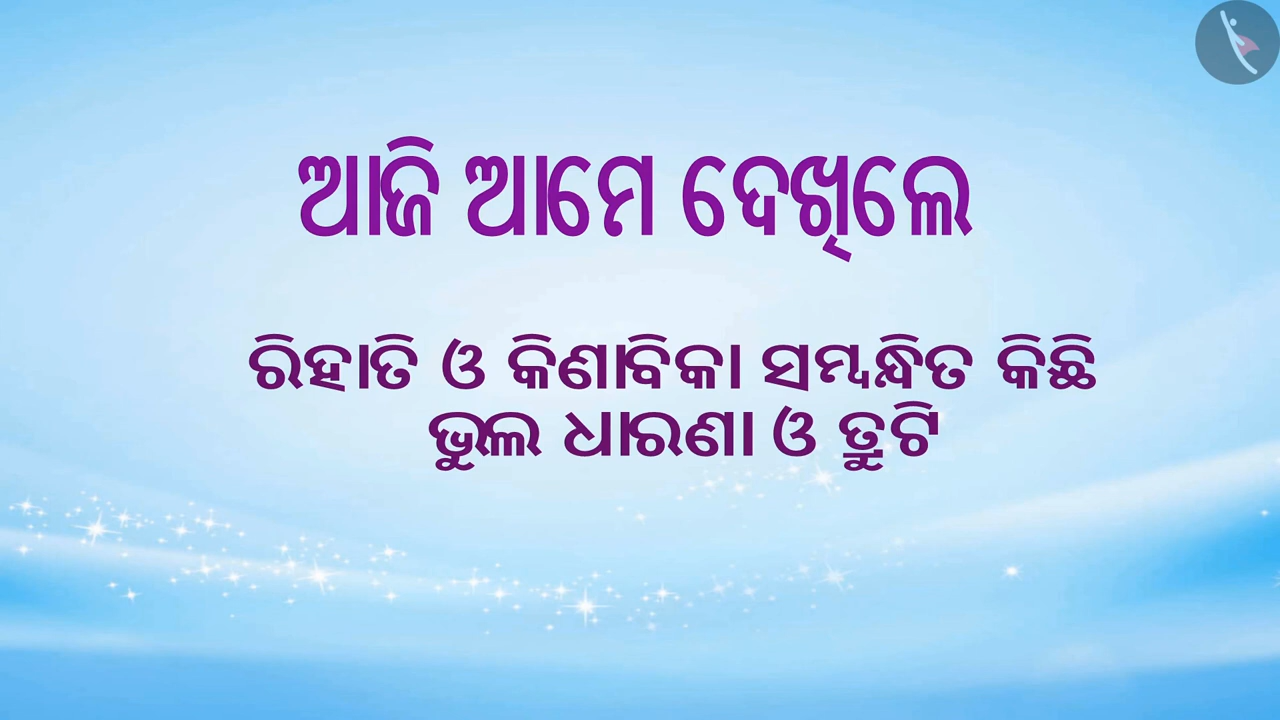 ଆଜି ଆମେ ଦେଖିଲେ
ରିହାତି ଓ କିଣାବିକା ସମ୍ବନ୍ଧିତ କିଛି
ଭୁଲ ଧାରଣା ଓ ତ୍ରୁଟି